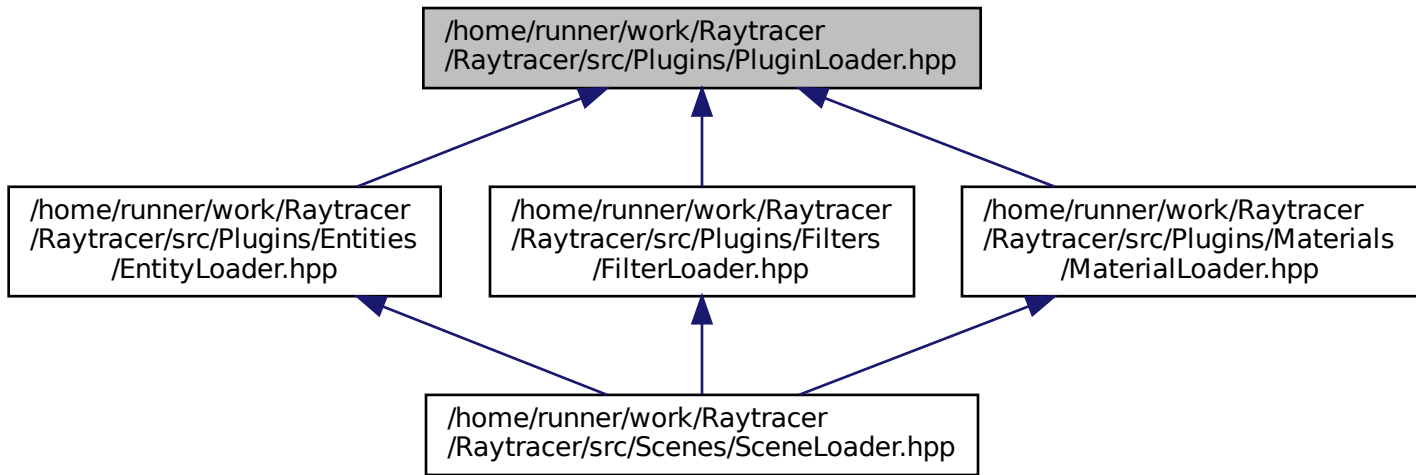 /home/runner/work/Raytracer
/Raytracer/src/Plugins/PluginLoader.hpp
/home/runner/work/Raytracer
/Raytracer/src/Plugins/Entities
/EntityLoader.hpp
/home/runner/work/Raytracer
/Raytracer/src/Plugins/Filters
/FilterLoader.hpp
/home/runner/work/Raytracer
/Raytracer/src/Plugins/Materials
/MaterialLoader.hpp
/home/runner/work/Raytracer
/Raytracer/src/Scenes/SceneLoader.hpp